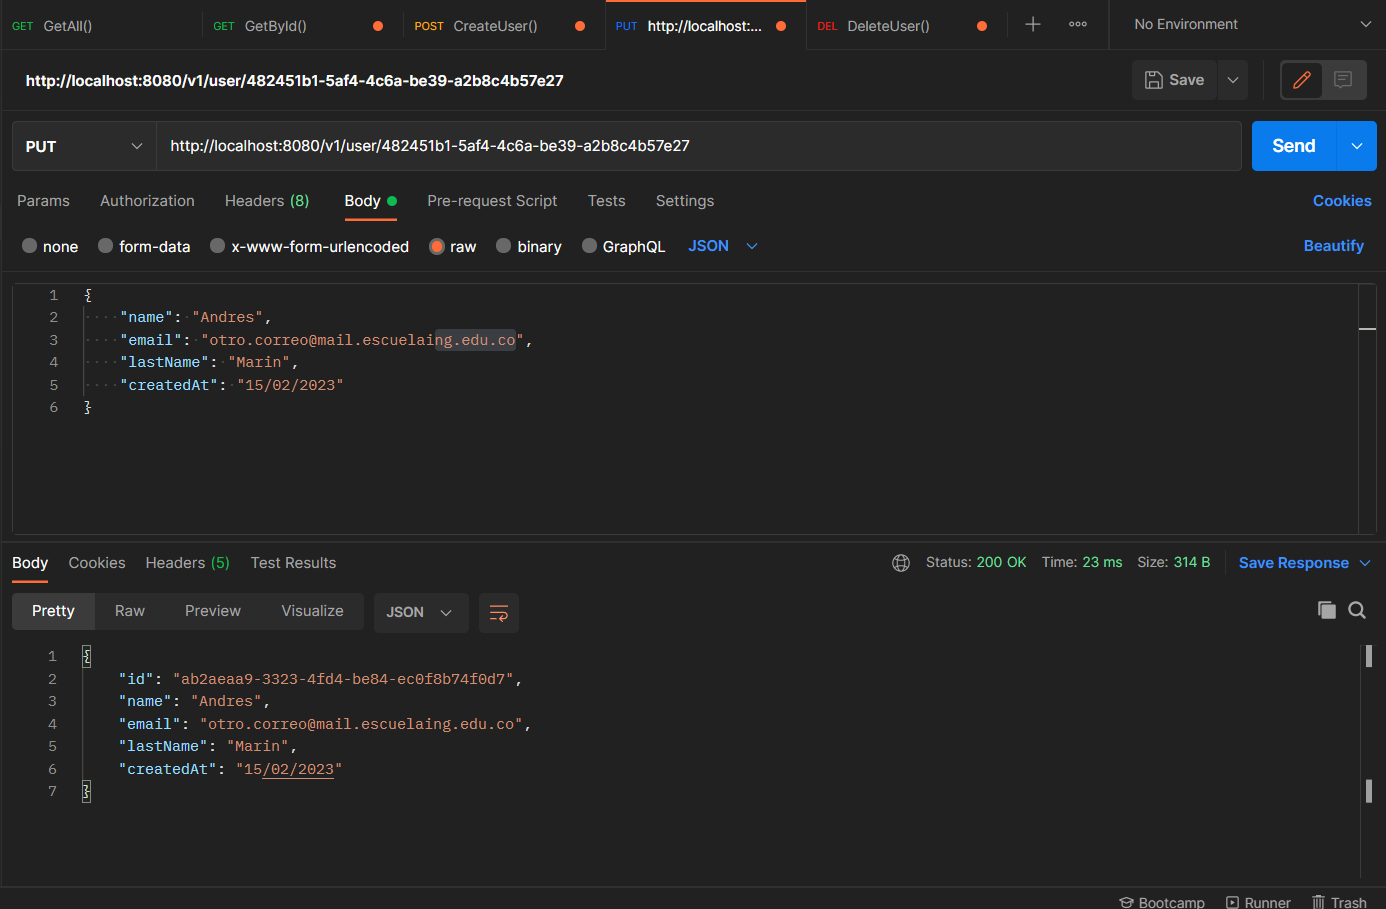 GET GetAll() GET GetById() POST CreateUser() PUT http://localhost:... DEL DeleteUser() No Environment
http://localhost:8080/v1/user/482451b1-5af4-4c6a-be39-a2b8c4b57e27 Save
PUT http://localhost:8080/v1/user/482451b1-5af4-4c6a-be39-a2b8c4b57e27 Send
Params Authorization Headers (8) Body Pre-request Script Tests Settings Cookies
none form-data x-www-form-urlencoded raw binary GraphQL JSON Beautify
1 {
2 "name": "Andres",
3 "email": "otro.correo@mail.escuelaing.edu.co",
4 "lastName": "Marin",
5 "createdAt": "15/02/2023"
6 }
Body Cookies Headers (5) Test Results Status: 200 OK Time: 23 ms Size: 314 B Save Response
Pretty Raw Preview Visualize JSON
1 {
2 "id": "ab2aeaa9-3323-4fd4-be84-ec0f8b74f0d7",
3 "name": "Andres",
4 "email": "otro.correo@mail.escuelaing.edu.co",
5 "lastName": "Marin",
6 "createdAt": "15/02/2023"
7 }
Bootcamp Runner Trash